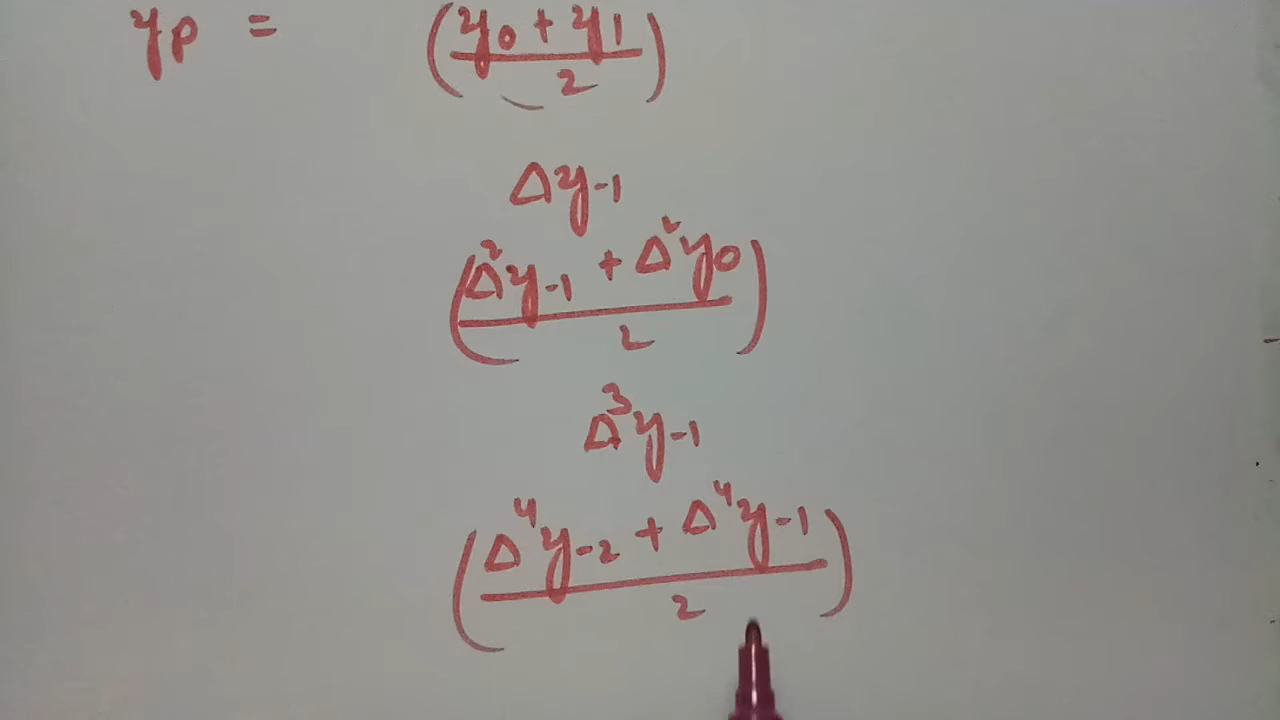 yp = (y0 + y1 / 2)
Δy-1
(Δ²y-1 + Δ²y0 / 2)
Δ³y-1
(Δ⁴y-2 + Δ⁴y-1 / 2)